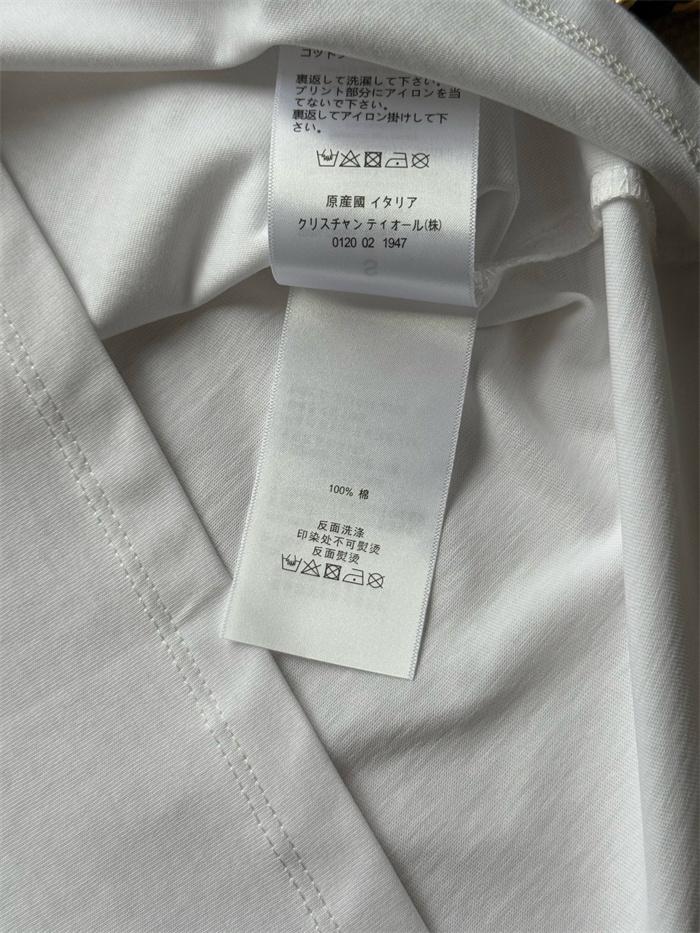 裏返して洗濯して下さい。
プリント部分にアイロンを当
てないで下さい。
裏返してアイロン掛けして下
さい。
原産國 イタリア
クリスチャン ディオール(株)
0120 02 1947
S
100% 棉
反面洗涤
印染处不可熨烫
反面熨烫